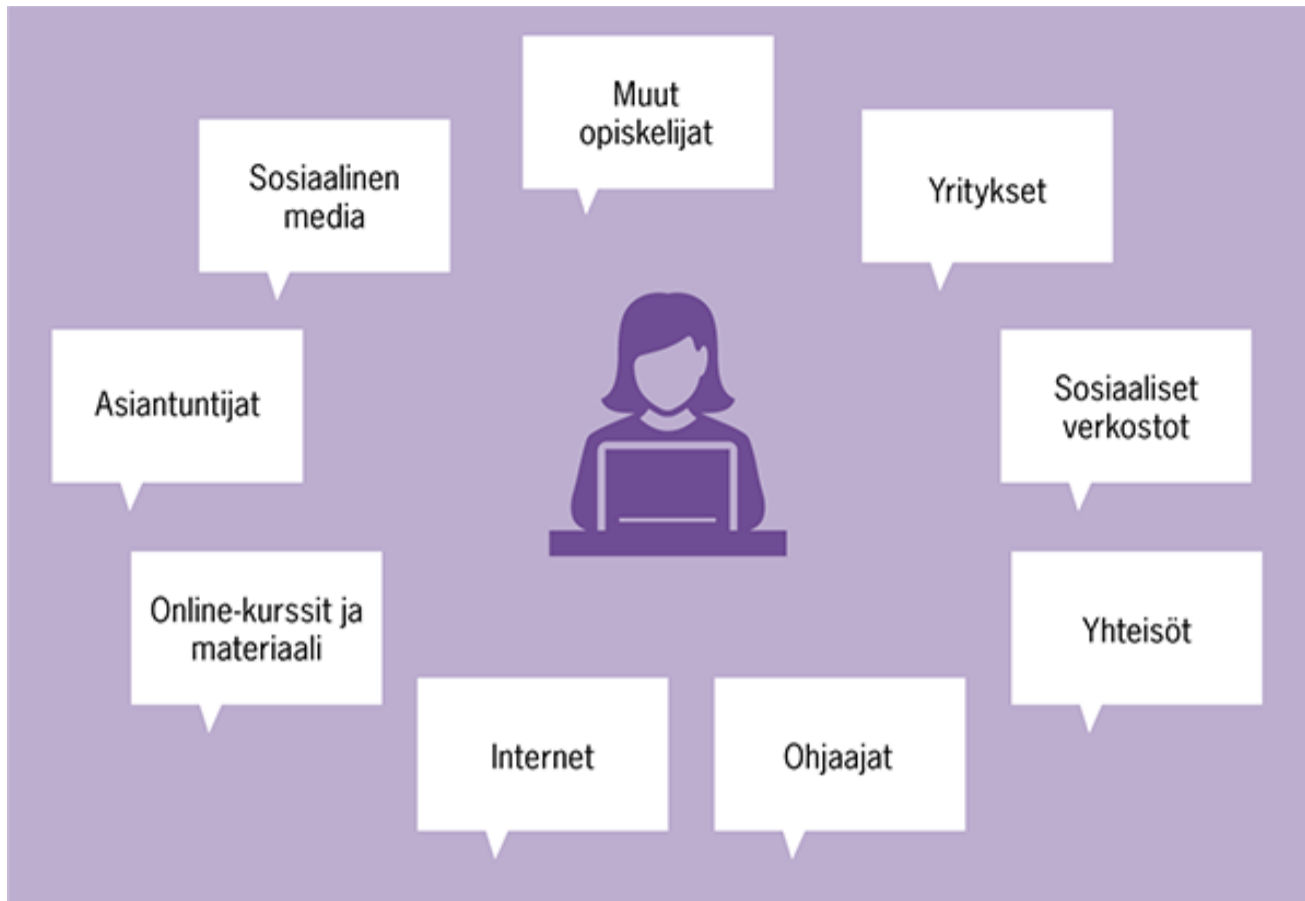 Muut
opiskelijat
Yritykset
Sosiaalinen
media
Sosiaaliset
verkostot
Asiantuntijat
Online-kurssit ja
materiaali
Yhteisöt
Internet
Ohjaajat